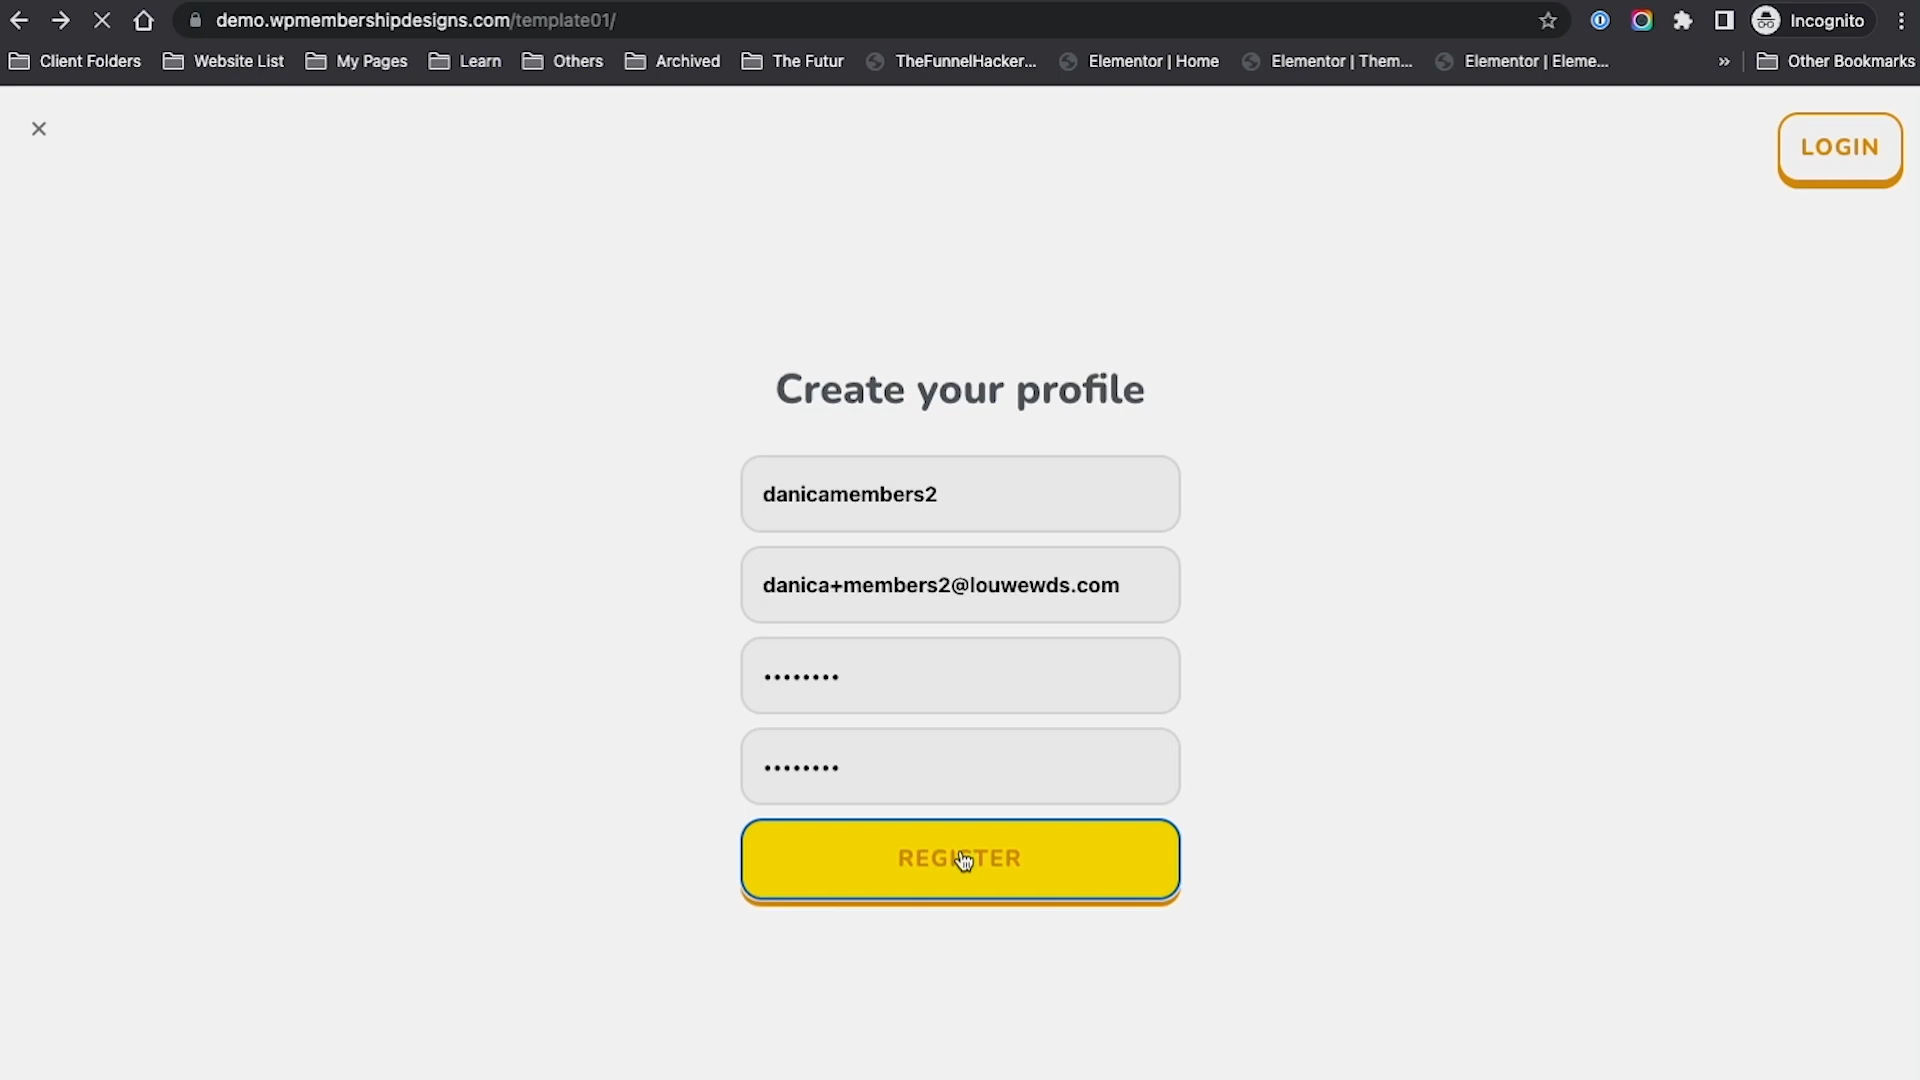 demo.wpmembershipdesigns.com/template01/
Incognito
Client Folders
Website List
My Pages
Learn
Others
Archived
The Futur
TheFunnelHacker...
Elementor | Home
Elementor | Them...
Elementor | Eleme...
»
Other Bookmarks
LOGIN
Create your profile
danicamembers2
danica+members2@louwewds.com
••••••••
••••••••
REGISTER